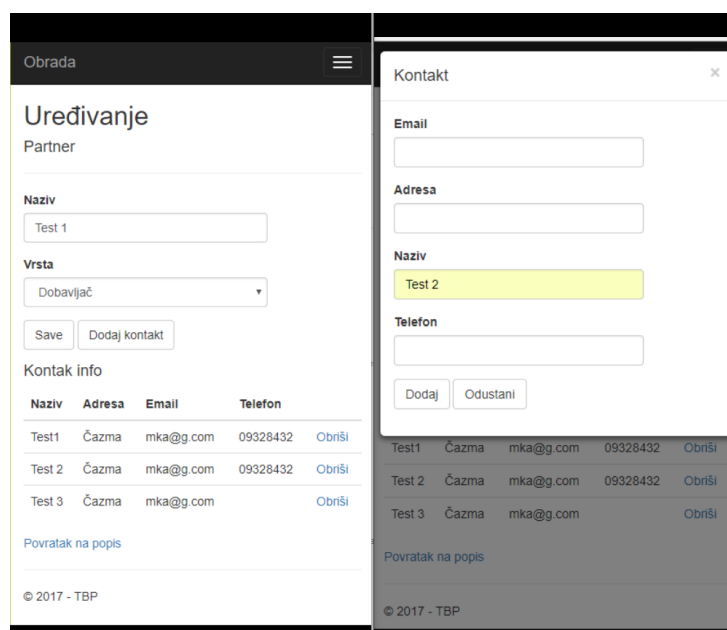 Obrada
Uređivanje
Partner
Naziv
Test 1
Vrsta
Dobavljač
Save Dodaj kontakt
Kontak info
Naziv Adresa Email Telefon
Test1 Čazma mka@g.com 09328432 Obriši
Test 2 Čazma mka@g.com 09328432 Obriši
Test 3 Čazma mka@g.com Obriši
Povratak na popis
© 2017 - TBP
Kontakt ×
Email
Adresa
Naziv
Test 2
Telefon
Dodaj Odustani
Test1 Čazma mka@g.com 09328432 Obriši
Test 2 Čazma mka@g.com 09328432 Obriši
Test 3 Čazma mka@g.com Obriši
Povratak na popis
© 2017 - TBP